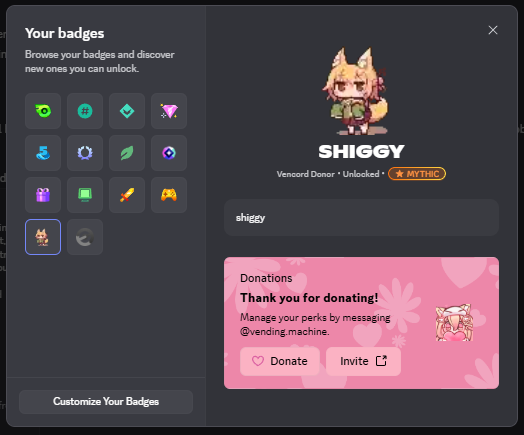 Your badges
Browse your badges and discover
new ones you can unlock.
Customize Your Badges
SHIGGY
Vencord Donor • Unlocked • ★ MYTHIC
shiggy
Donations
Thank you for donating!
Manage your perks by messaging
@vending.machine.
Donate
Invite